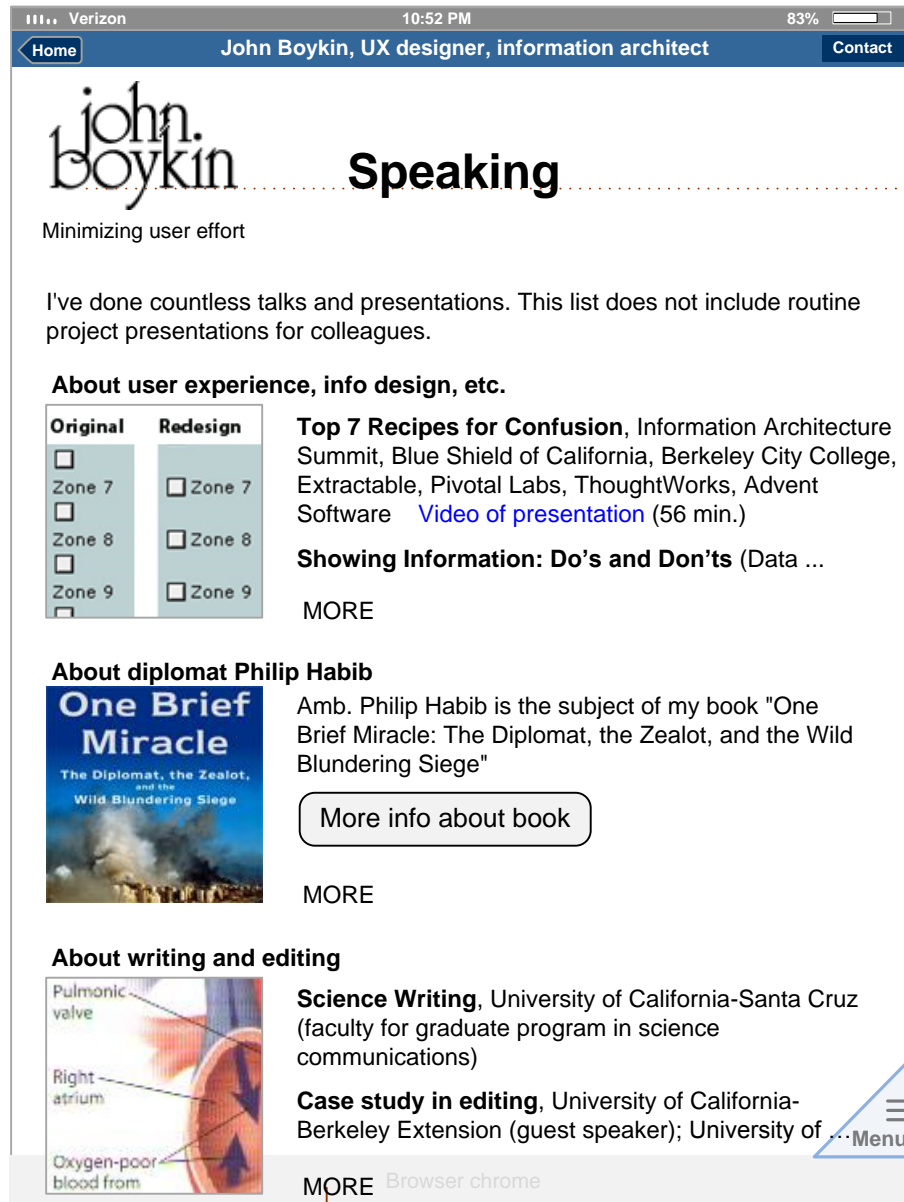 Verizon 10:52 PM 83%
Home John Boykin, UX designer, information architect Contact
john.
boykin
Speaking
Minimizing user effort
I've done countless talks and presentations. This list does not include routine
project presentations for colleagues.
About user experience, info design, etc.
Original Redesign
Zone 7 Zone 7
Zone 8 Zone 8
Zone 9 Zone 9
Top 7 Recipes for Confusion, Information Architecture
Summit, Blue Shield of California, Berkeley City College,
Extractable, Pivotal Labs, ThoughtWorks, Advent
Software Video of presentation (56 min.)
Showing Information: Do’s and Don’ts (Data ...
MORE
About diplomat Philip Habib
One Brief
Miracle
The Diplomat, the Zealot,
and the
Wild Blundering Siege
Amb. Philip Habib is the subject of my book "One
Brief Miracle: The Diplomat, the Zealot, and the Wild
Blundering Siege"
More info about book
MORE
About writing and editing
Pulmonic
valve
Right
atrium
Oxygen-poor
blood from
Science Writing, University of California-Santa Cruz
(faculty for graduate program in science
communications)
Case study in editing, University of California-
Berkeley Extension (guest speaker); University of …
Menu
MORE
Browser chrome